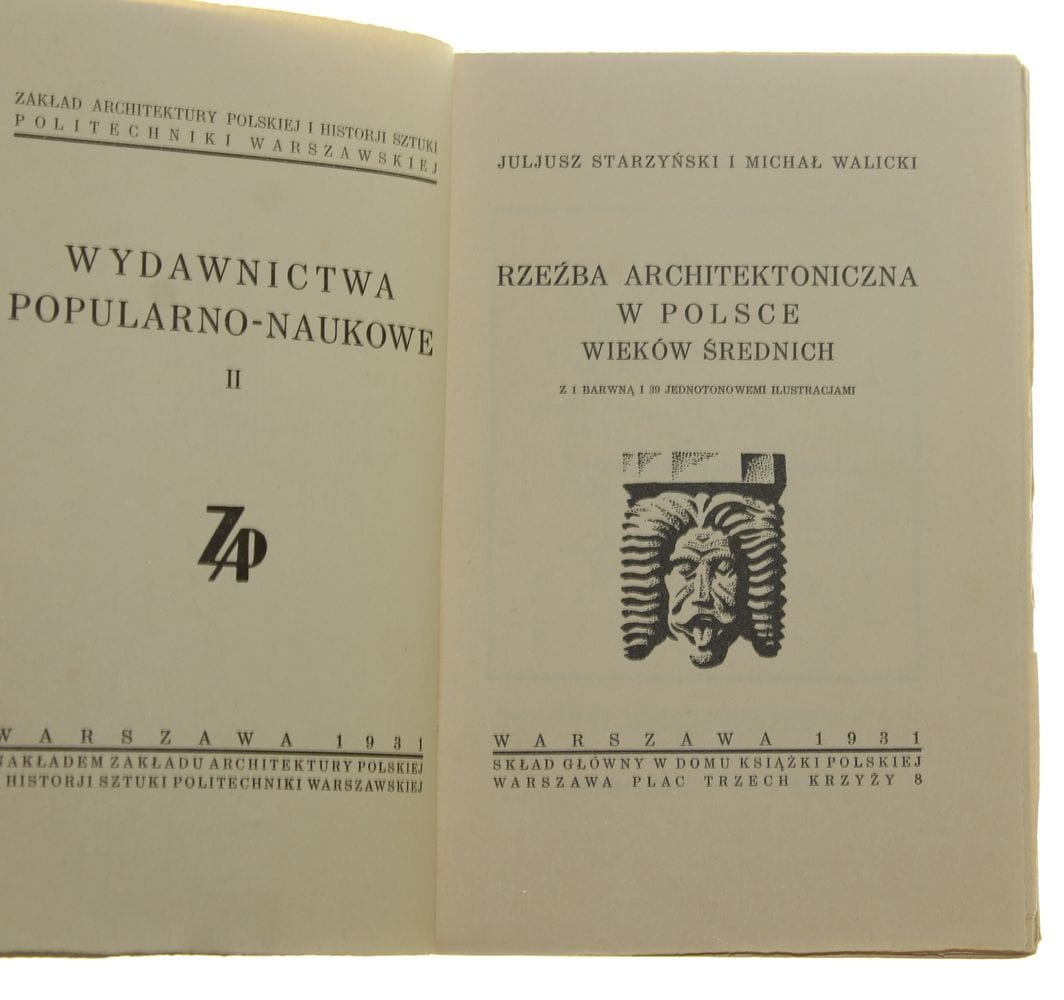 ZAKŁAD ARCHITEKTURY POLSKIEJ I HISTORJI SZTUKI
POLITECHNIKI WARSZAWSKIEJ
WYDAWNICTWA
POPULARNO-NAUKOWE
II
ZAP
WARSZAWA 1931
NAKŁADEM ZAKŁADU ARCHITEKTURY POLSKIEJ
HISTORJI SZTUKI POLITECHNIKI WARSZAWSKIEJ
JULJUSZ STARZYŃSKI I MICHAŁ WALICKI
RZEŹBA ARCHITEKTONICZNA
W POLSCE
WIEKÓW ŚREDNICH
Z 1 BARWNĄ I 39 JEDNOTONOWEMI ILUSTRACJAMI
WARSZAWA 1931
SKŁAD GŁÓWNY W DOMU KSIĄŻKI POLSKIEJ
WARSZAWA PLAC TRZECH KRZYŻY 8